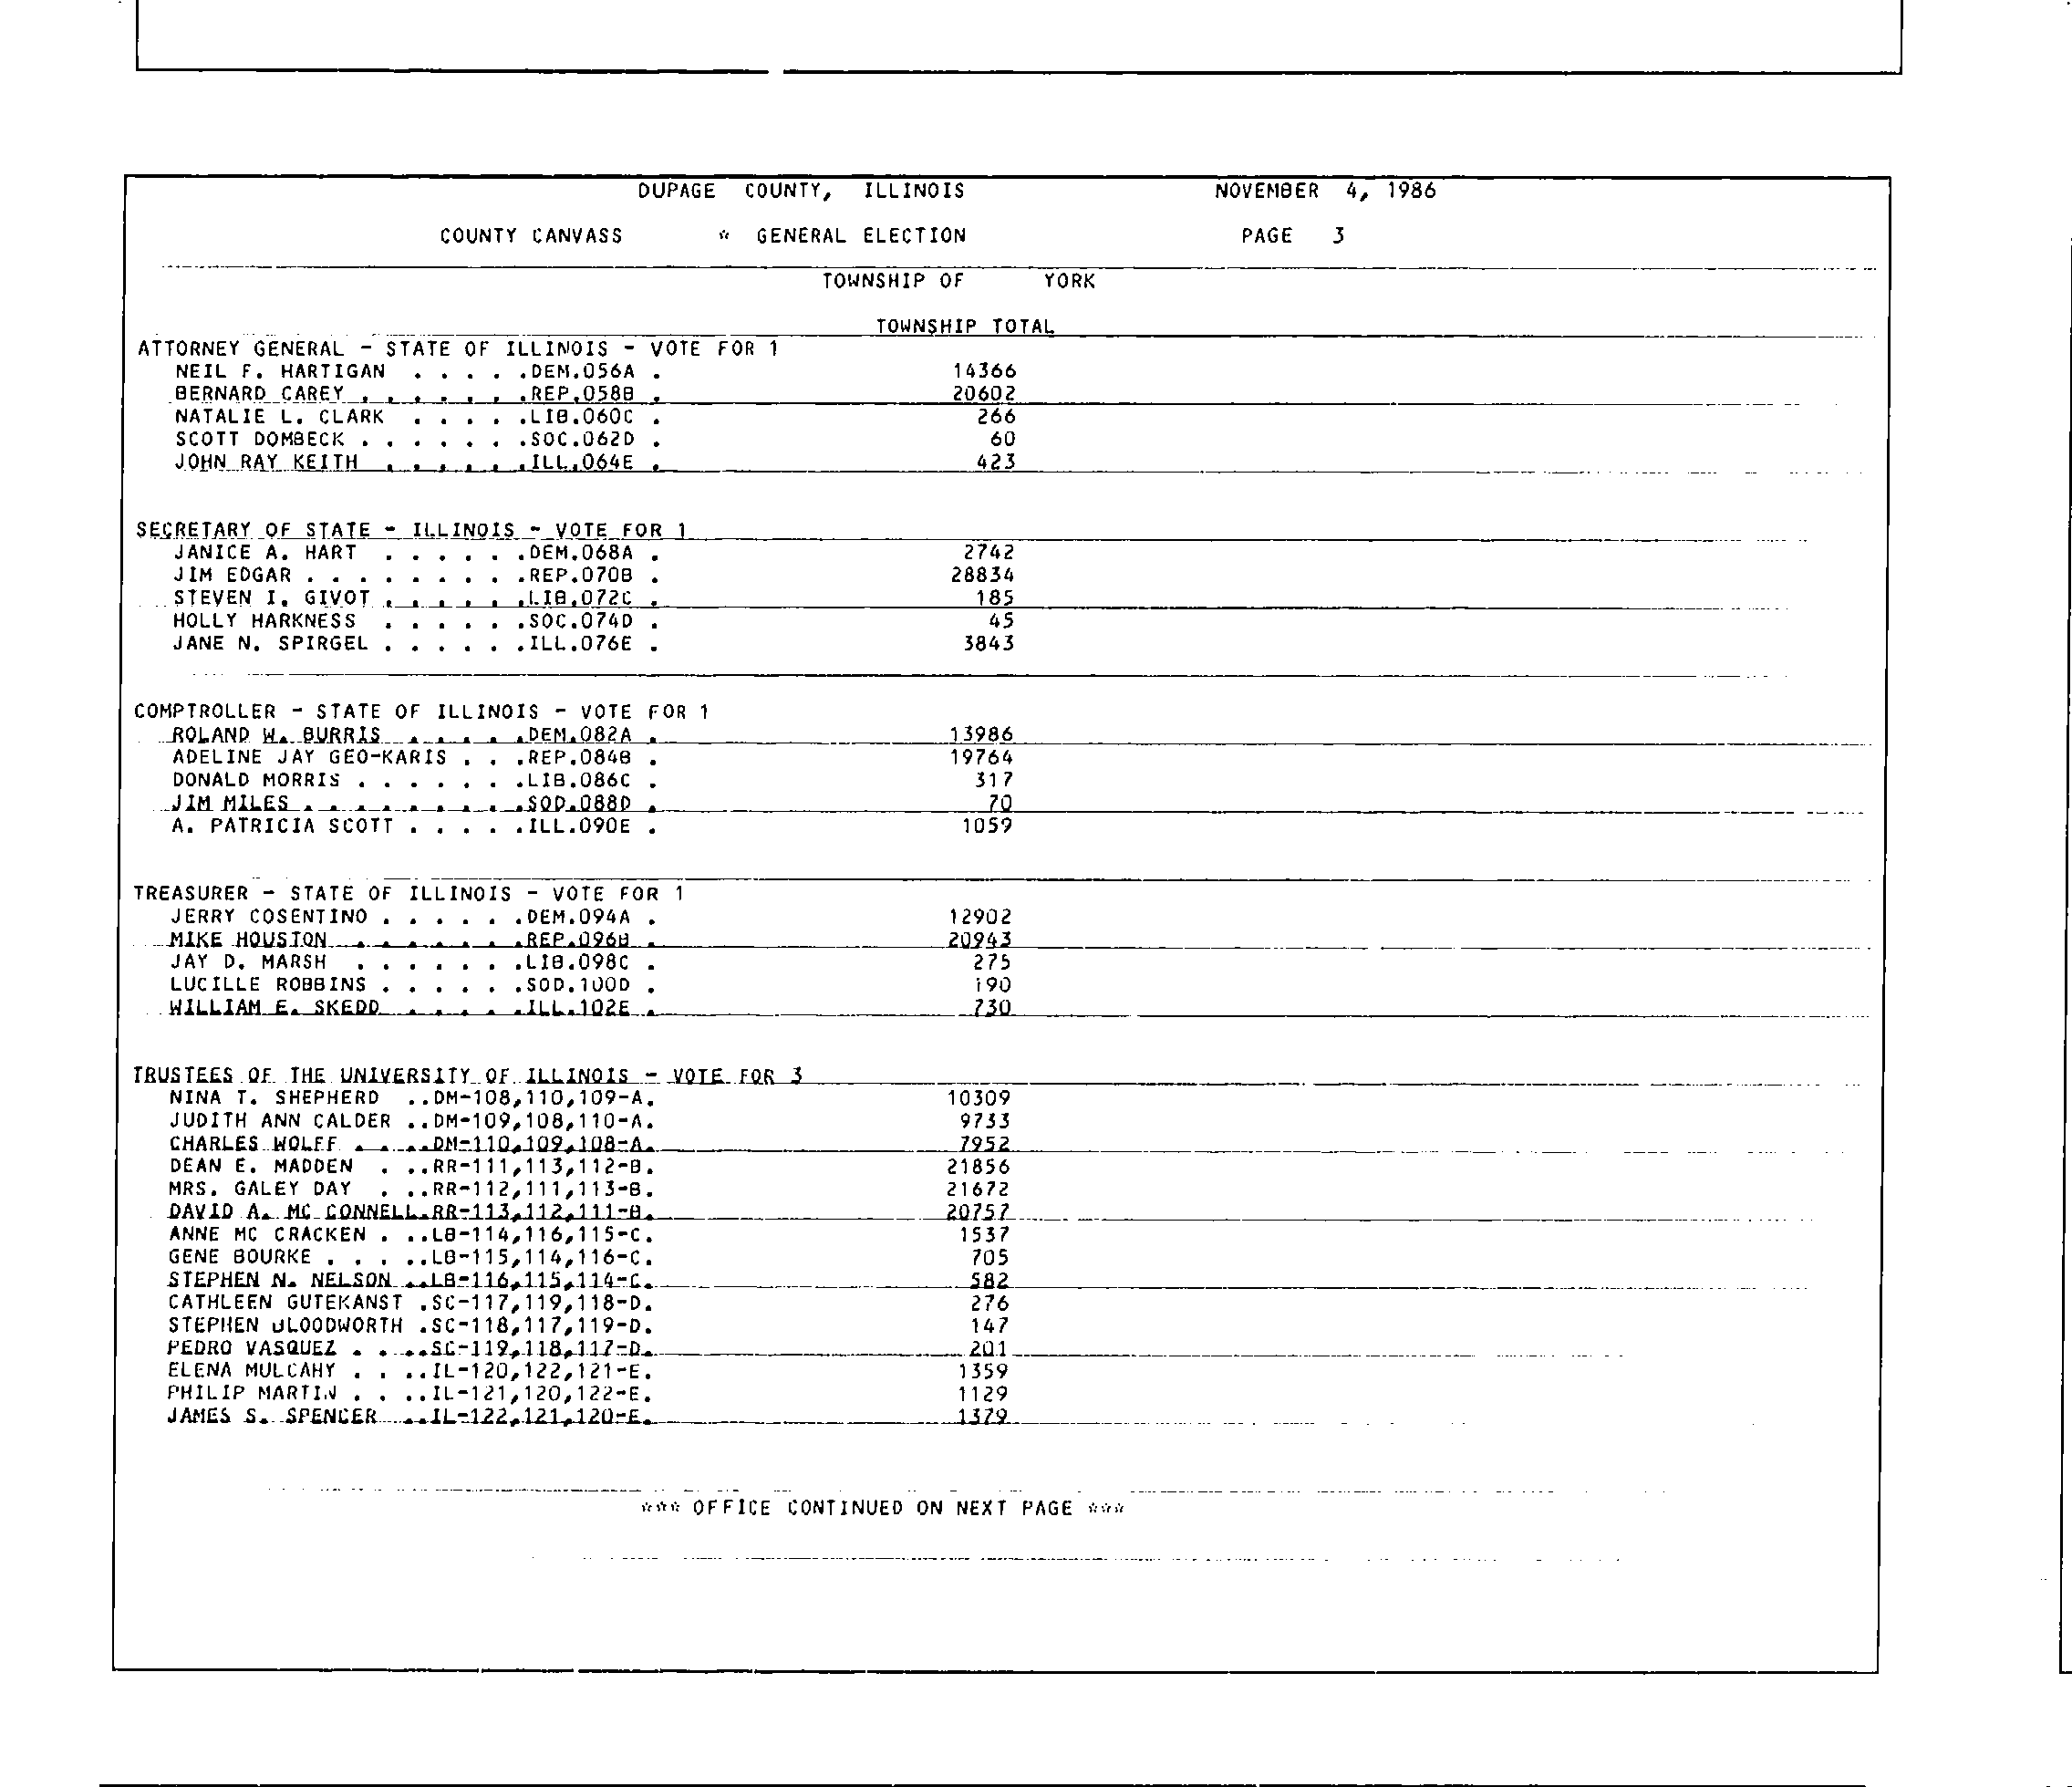 DUPAGE COUNTY, ILLINOIS NOVEMBER 4, 1986
COUNTY CANVASS * GENERAL ELECTION PAGE 3
TOWNSHIP OF YORK
TOWNSHIP TOTAL
ATTORNEY GENERAL - STATE OF ILLINOIS - VOTE FOR 1
NEIL F. HARTIGAN . . . . .DEM.056A . 14366
BERNARD CAREY . . . . . . .REP.058B . 20602
NATALIE L. CLARK . . . . .LIB.060C . 266
SCOTT DOMBECK . . . . . . .SOC.062D . 60
JOHN RAY KEITH . . . . . .ILL.064E . 423
SECRETARY OF STATE - ILLINOIS - VOTE FOR 1
JANICE A. HART . . . . . .DEM.068A . 2742
JIM EDGAR . . . . . . . . .REP.070B . 28834
STEVEN I. GIVOT . . . . . .LIB.072C . 185
HOLLY HARKNESS . . . . . .SOC.074D . 45
JANE N. SPIRGEL . . . . . .ILL.076E . 3843
COMPTROLLER - STATE OF ILLINOIS - VOTE FOR 1
ROLAND W. BURRIS . . . . .DEM.082A . 13986
ADELINE JAY GEO-KARIS . . .REP.084B . 19764
DONALD MORRIS . . . . . . .LIB.086C . 317
JIM MILES . . . . . . . . .SOD.088D . 70
A. PATRICIA SCOTT . . . . .ILL.090E . 1059
TREASURER - STATE OF ILLINOIS - VOTE FOR 1
JERRY COSENTINO . . . . . .DEM.094A . 12902
MIKE HOUSTON . . . . . . .REP.096B . 20943
JAY D. MARSH . . . . . . .LIB.098C . 275
LUCILLE ROBBINS . . . . . .SOD.100D . 190
WILLIAM E. SKEDD . . . . .ILL.102E . 730
TRUSTEES OF THE UNIVERSITY OF ILLINOIS - VOTE FOR 3
NINA T. SHEPHERD ..DM-108,110,109-A. 10309
JUDITH ANN CALDER ..DM-109,108,110-A. 9733
CHARLES WOLFF . . ..DM-110,109,108-A. 7952
DEAN E. MADDEN . ..RR-111,113,112-B. 21856
MRS. GALEY DAY . ..RR-112,111,113-B. 21672
DAVID A. MC CONNELL.RR-113,112,111-B. 20757
ANNE MC CRACKEN . ..LB-114,116,115-C. 1537
GENE BOURKE . . . ..LB-115,114,116-C. 705
STEPHEN N. NELSON ..LB-116,115,114-C. 582
CATHLEEN GUTEKANST .SC-117,119,118-D. 276
STEPHEN BLOODWORTH .SC-118,117,119-D. 147
PEDRO VASQUEZ . . ..SC-119,118,117-D. 201
ELENA MULCAHY . . ..IL-120,122,121-E. 1359
PHILIP MARTIN . . ..IL-121,120,122-E. 1129
JAMES S. SPENCER ..IL-122,121,120-E. 1379
*** OFFICE CONTINUED ON NEXT PAGE ***